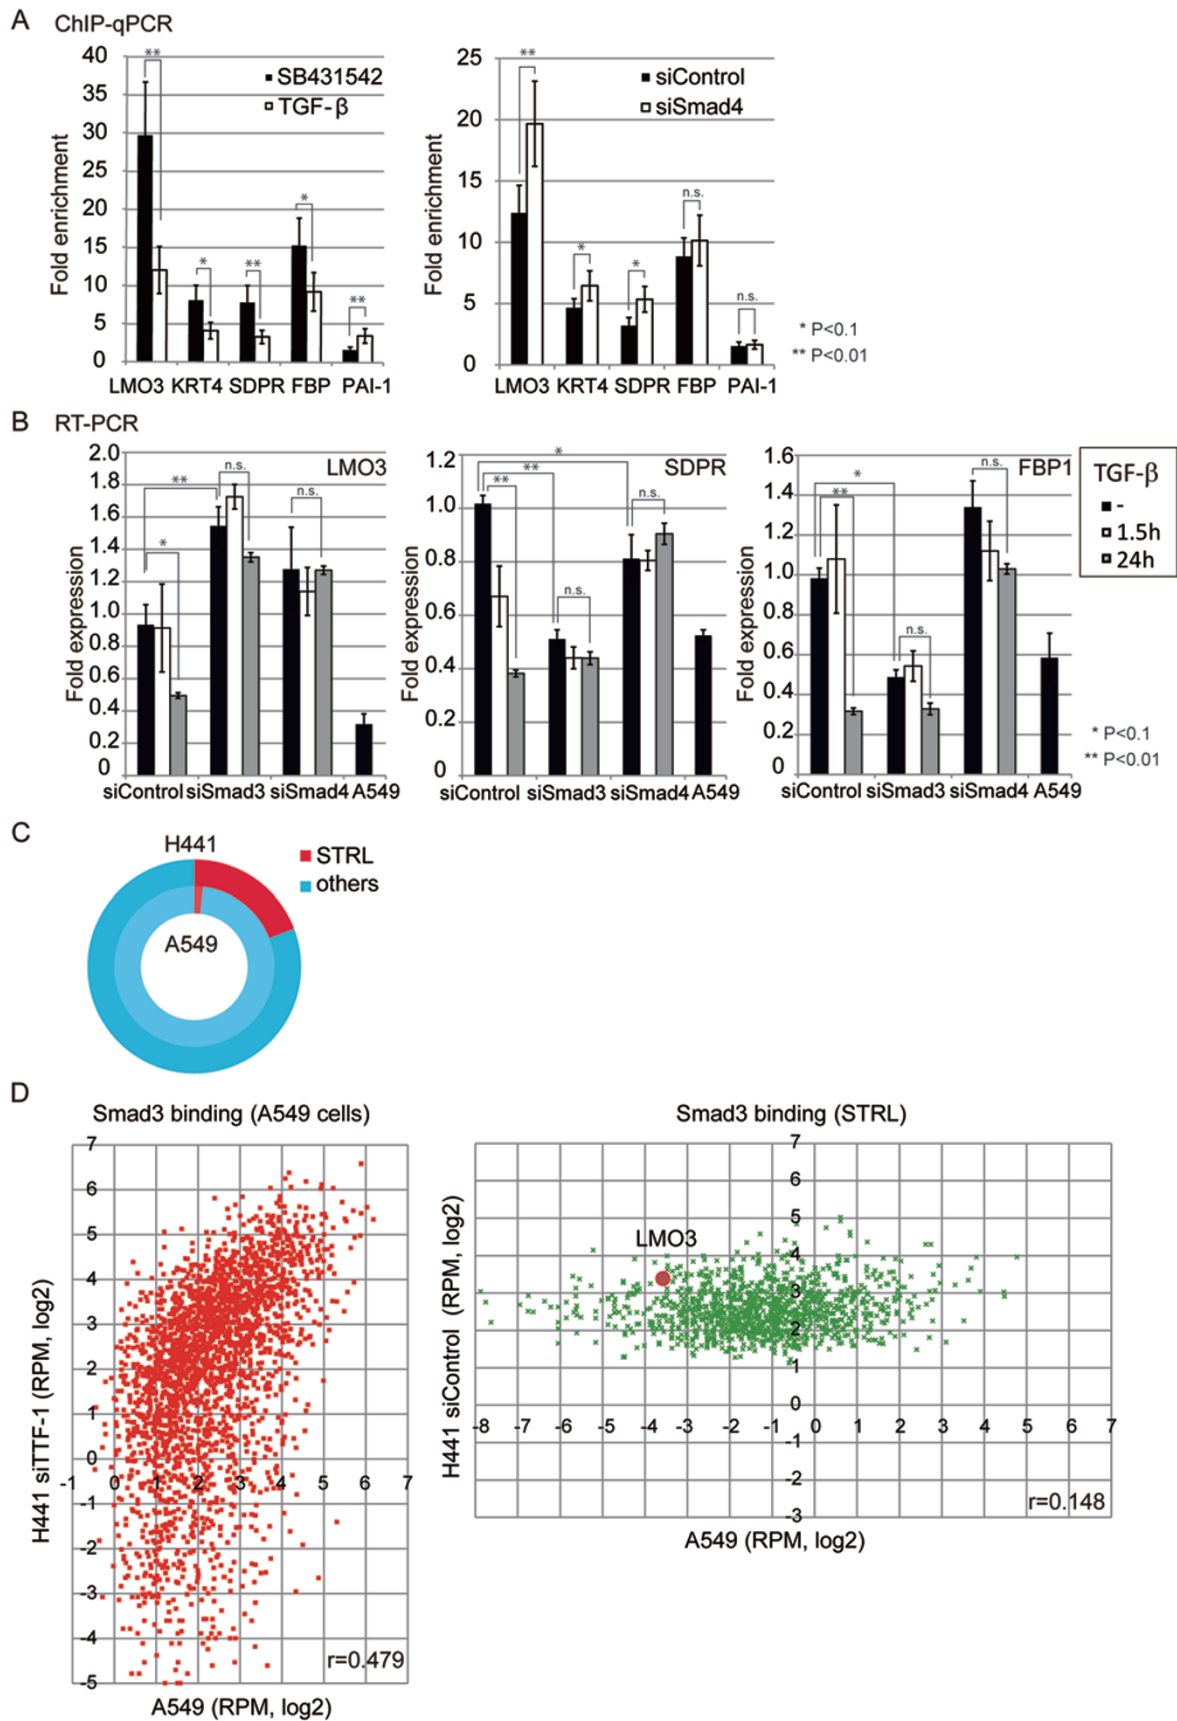 A ChIP-qPCR
40
35
30
25
20
15
10
5
0
Fold enrichment
SB431542
TGF-β
**
*
**
*
**
LMO3 KRT4 SDPR FBP PAI-1
25
20
15
10
5
0
Fold enrichment
siControl
siSmad4
**
*
*
n.s.
n.s.
LMO3 KRT4 SDPR FBP PAI-1
* P<0.1
** P<0.01
B RT-PCR
2.0
1.8
1.6
1.4
1.2
1.0
0.8
0.6
0.4
0.2
0
Fold expression
LMO3
**
n.s.
n.s.
*
siControl siSmad3 siSmad4 A549
1.2
1.0
0.8
0.6
0.4
0.2
0
Fold expression
SDPR
*
**
**
n.s.
n.s.
siControl siSmad3 siSmad4 A549
1.6
1.4
1.2
1.0
0.8
0.6
0.4
0.2
0
Fold expression
FBP1
n.s.
*
**
n.s.
siControl siSmad3 siSmad4 A549
TGF-β
-
1.5h
24h
* P<0.1
** P<0.01
C
H441
A549
STRL
others
D
Smad3 binding (A549 cells)
7
6
5
4
3
2
1
0
-1 0 1 2 3 4 5 6 7
-1
-2
-3
-4
-5
H441 siTTF-1 (RPM, log2)
r=0.479
A549 (RPM, log2)
Smad3 binding (STRL)
7
6
5
4
3
2
1
0
-8 -7 -6 -5 -4 -3 -2 -1 0 1 2 3 4 5 6 7
-1
-2
-3
H441 siControl (RPM, log2)
LMO3
r=0.148
A549 (RPM, log2)